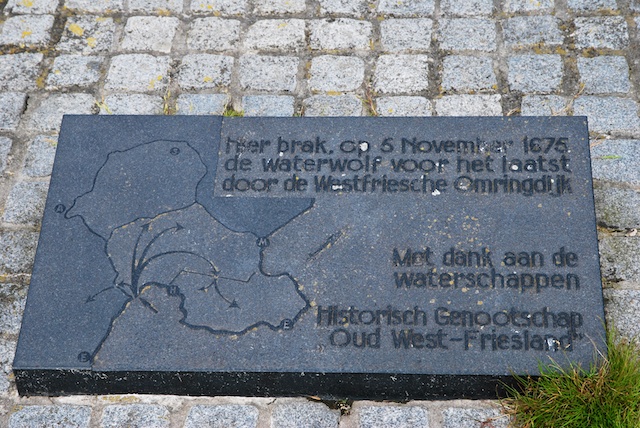 Hier brak, op 5 November 1675,
de waterwolf voor het laatst
door de Westfriesche Omringdijk
Met dank aan de
waterschappen
Historisch Genootschap
„Oud West-Friesland”
A
M
H
E